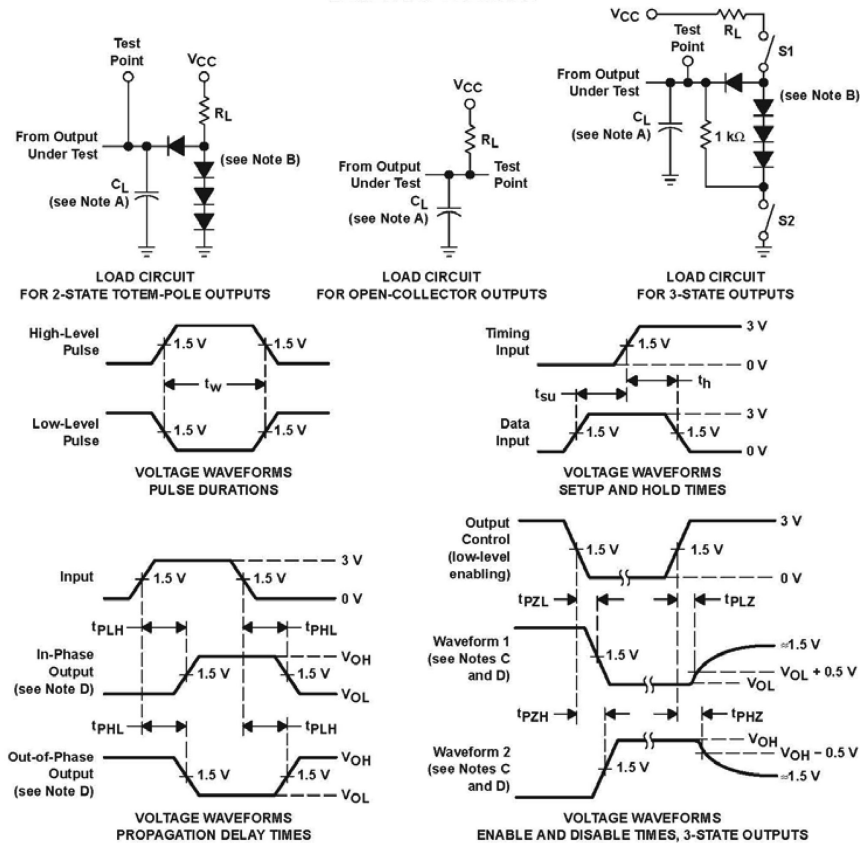 Test
Point
VCC
RL
From Output
Under Test
(see Note B)
CL
(see Note A)
LOAD CIRCUIT
FOR 2-STATE TOTEM-POLE OUTPUTS
VCC
RL
From Output
Under Test
Test
Point
CL
(see Note A)
LOAD CIRCUIT
FOR OPEN-COLLECTOR OUTPUTS
VCC
RL
Test
Point
S1
From Output
Under Test
(see Note B)
CL
(see Note A)
1 kΩ
S2
LOAD CIRCUIT
FOR 3-STATE OUTPUTS
High-Level
Pulse
1.5 V
1.5 V
tw
Low-Level
Pulse
1.5 V
1.5 V
VOLTAGE WAVEFORMS
PULSE DURATIONS
Timing
Input
1.5 V
3 V
0 V
tsu
th
Data
Input
1.5 V
1.5 V
3 V
0 V
VOLTAGE WAVEFORMS
SETUP AND HOLD TIMES
Input
1.5 V
1.5 V
3 V
0 V
tPLH
tPHL
In-Phase
Output
(see Note D)
1.5 V
1.5 V
VOH
VOL
tPHL
tPLH
Out-of-Phase
Output
(see Note D)
1.5 V
1.5 V
VOH
VOL
VOLTAGE WAVEFORMS
PROPAGATION DELAY TIMES
Output
Control
(low-level
enabling)
1.5 V
1.5 V
3 V
0 V
tPZL
tPLZ
Waveform 1
(see Notes C
and D)
1.5 V
≈1.5 V
VOL + 0.5 V
VOL
tPZH
tPHZ
Waveform 2
(see Notes C
and D)
1.5 V
VOH
VOH – 0.5 V
≈1.5 V
VOLTAGE WAVEFORMS
ENABLE AND DISABLE TIMES, 3-STATE OUTPUTS